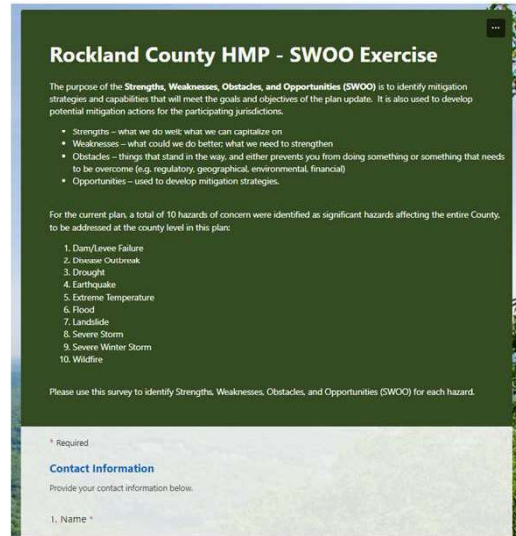 ...
Rockland County HMP - SWOO Exercise
The purpose of the Strengths, Weaknesses, Obstacles, and Opportunities (SWOO) is to identify mitigation
strategies and capabilities that will meet the goals and objectives of the plan update. It is also used to develop
potential mitigation actions for the participating jurisdictions.
• Strengths – what we do well; what we can capitalize on
• Weaknesses – what could we do better; what we need to strengthen
• Obstacles – things that stand in the way, and either prevents you from doing something or something that needs
to be overcome (e.g. regulatory, geographical, environmental, financial)
• Opportunities – used to develop mitigation strategies.
For the current plan, a total of 10 hazards of concern were identified as significant hazards affecting the entire County,
to be addressed at the county level in this plan:
1. Dam/Levee Failure
2. Disease Outbreak
3. Drought
4. Earthquake
5. Extreme Temperature
6. Flood
7. Landslide
8. Severe Storm
9. Severe Winter Storm
10. Wildfire
Please use this survey to identify Strengths, Weaknesses, Obstacles, and Opportunities (SWOO) for each hazard.
* Required
Contact Information
Provide your contact information below.
1. Name *